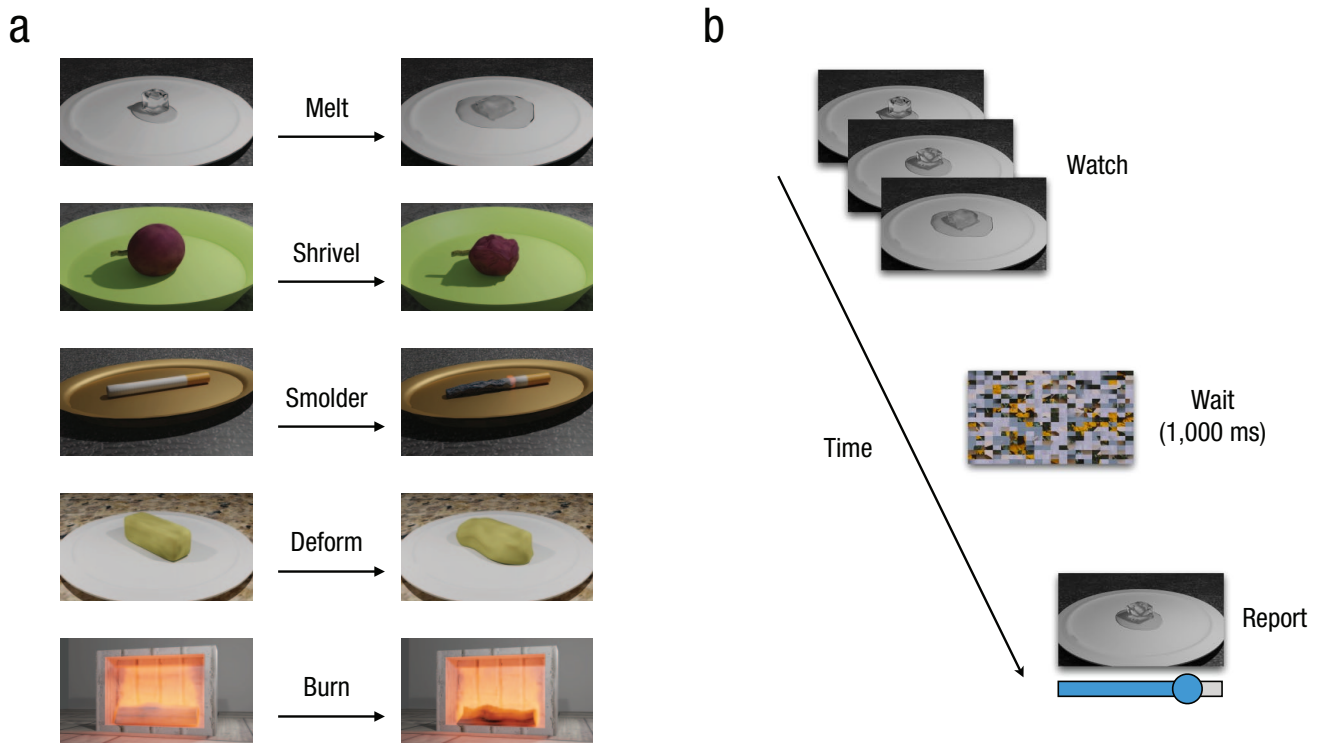 a
Melt
Shrivel
Smolder
Deform
Burn
b
Watch
Wait
(1,000 ms)
Time
Report